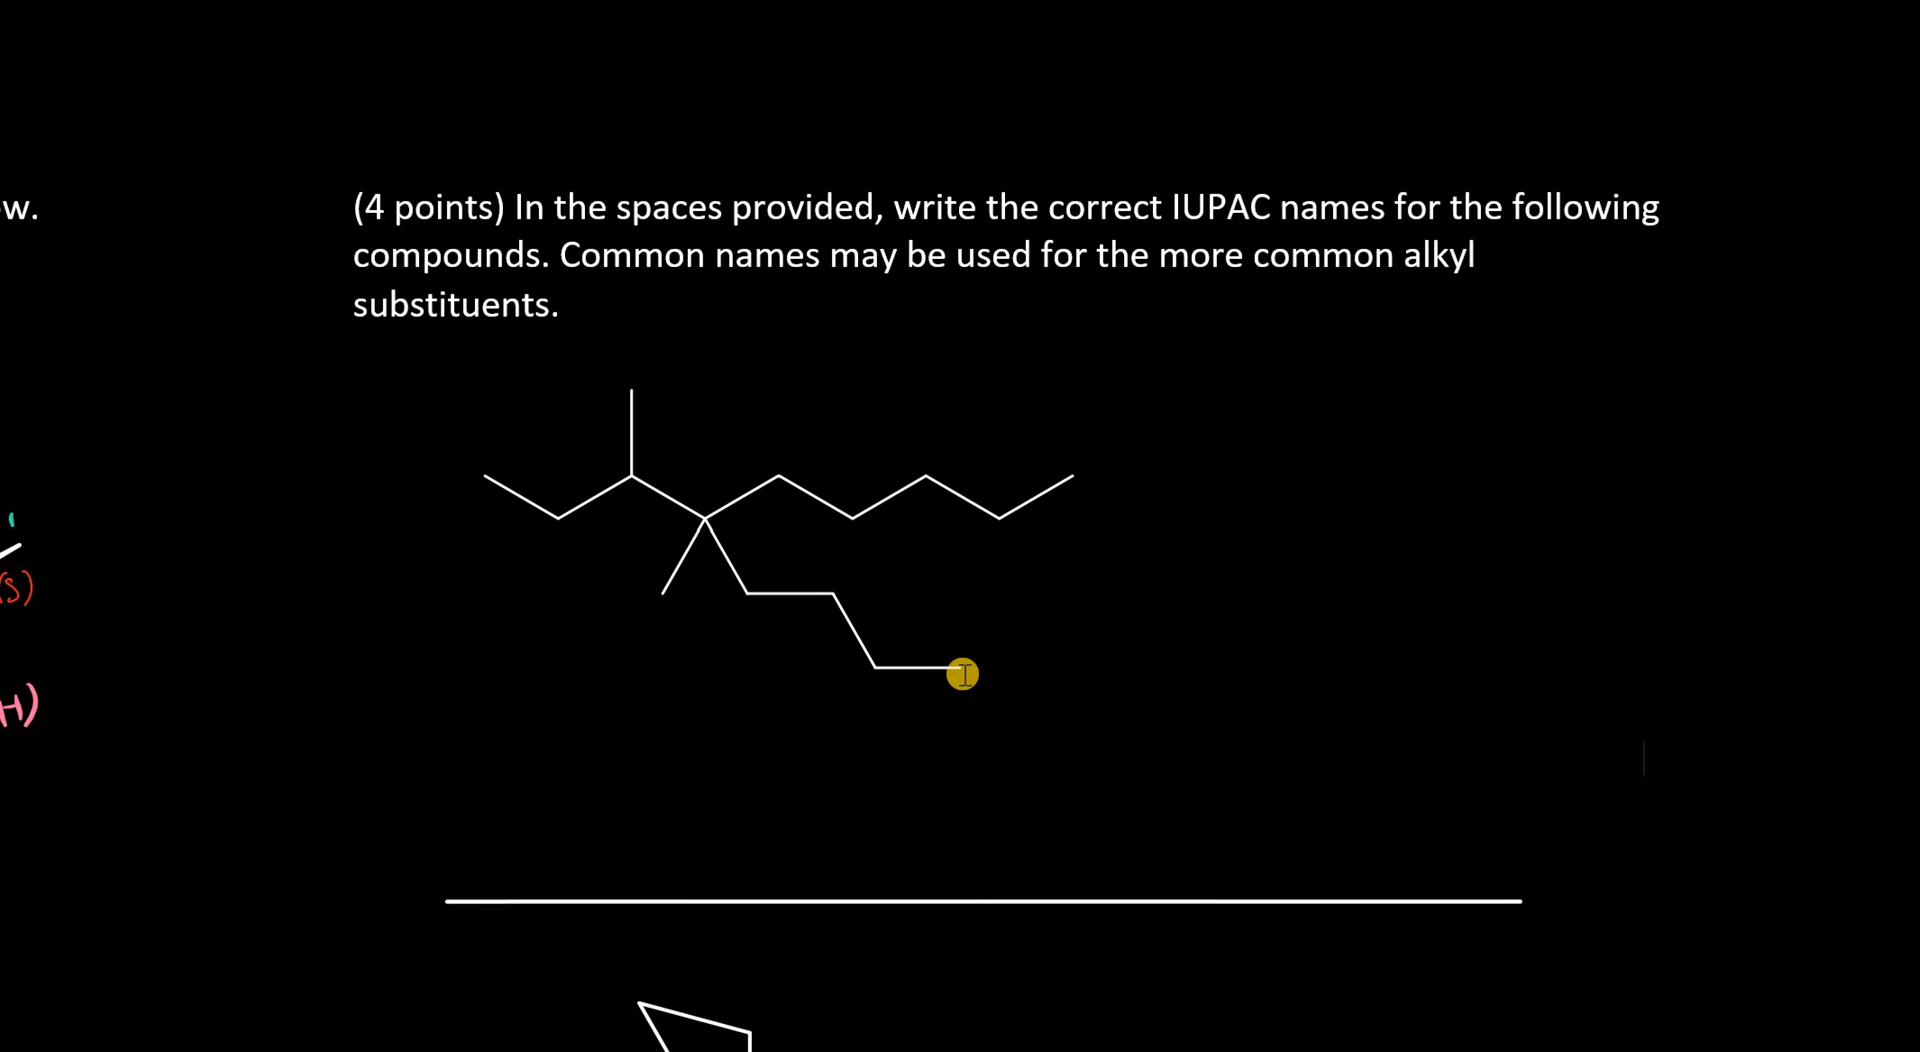 w.
(4 points) In the spaces provided, write the correct IUPAC names for the following
compounds. Common names may be used for the more common alkyl
substituents.
(S)
H)